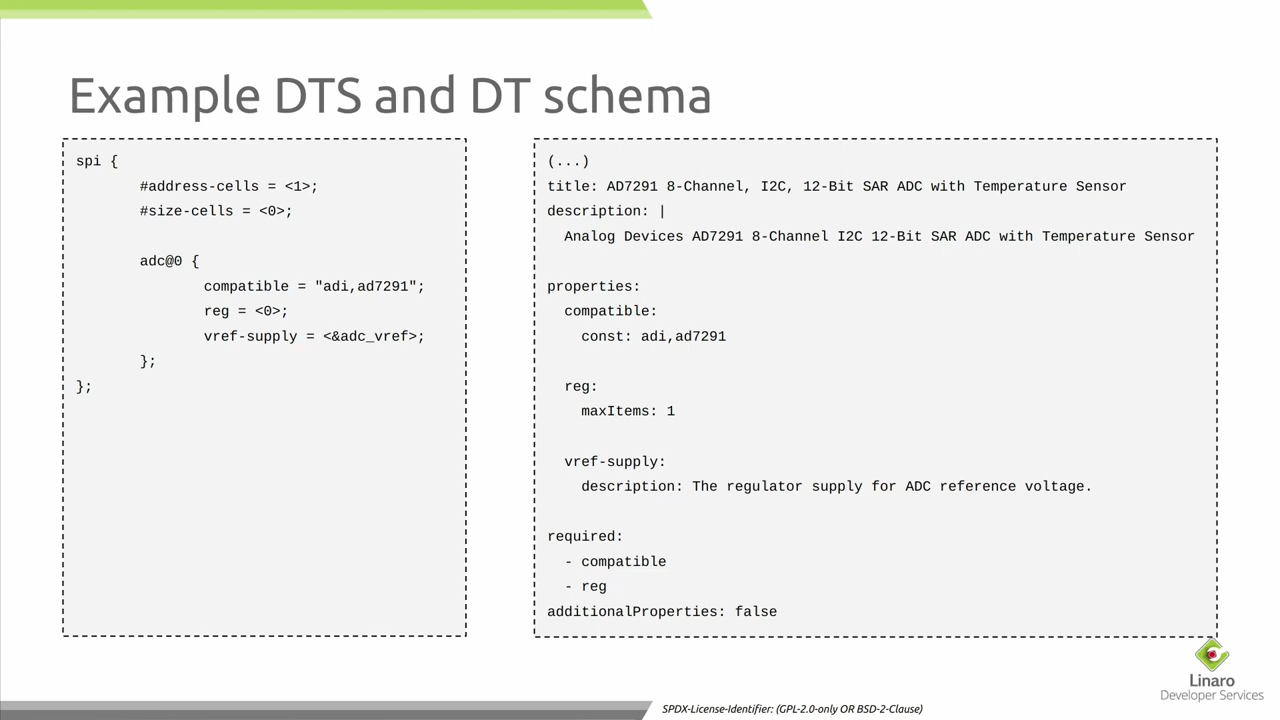 Example DTS and DT schema
spi {
#address-cells = <1>;
#size-cells = <0>;
adc@0 {
compatible = "adi,ad7291";
reg = <0>;
vref-supply = <&adc_vref>;
};
};
(...)
title: AD7291 8-Channel, I2C, 12-Bit SAR ADC with Temperature Sensor
description: |
Analog Devices AD7291 8-Channel I2C 12-Bit SAR ADC with Temperature Sensor
properties:
compatible:
const: adi,ad7291
reg:
maxItems: 1
vref-supply:
description: The regulator supply for ADC reference voltage.
required:
- compatible
- reg
additionalProperties: false
Linaro
Developer Services
SPDX-License-Identifier: (GPL-2.0-only OR BSD-2-Clause)